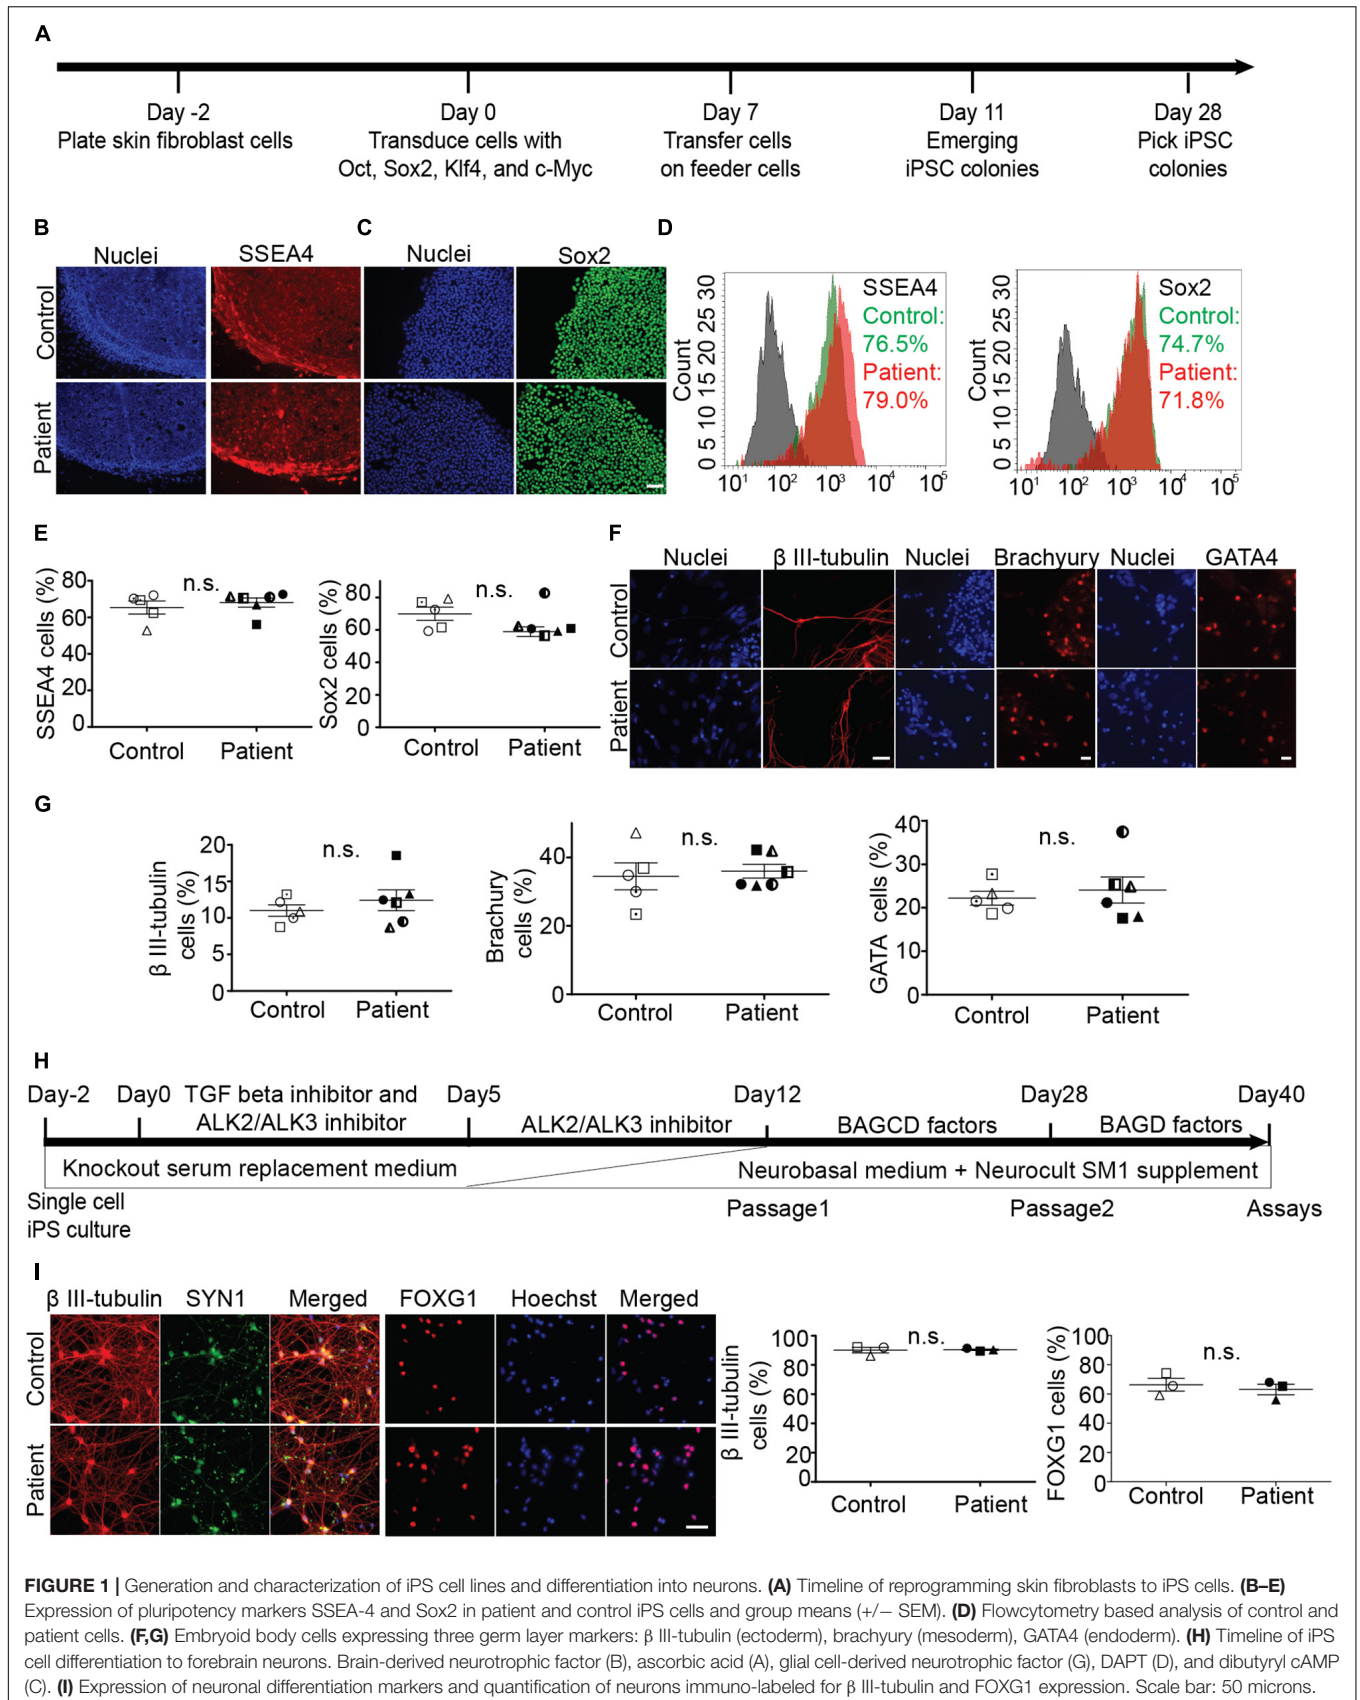 A
Day -2
Plate skin fibroblast cells
Day 0
Transduce cells with
Oct, Sox2, Klf4, and c-Myc
Day 7
Transfer cells
on feeder cells
Day 11
Emerging
iPSC colonies
Day 28
Pick iPSC
colonies
B
Nuclei
SSEA4
Control
Patient
C
Nuclei
Sox2
D
Count
30
25
20
15
10
5
0
SSEA4
Control:
76.5%
Patient:
79.0%
10¹ 10² 10³ 10⁴ 10⁵
Count
30
25
20
15
10
5
0
Sox2
Control:
74.7%
Patient:
71.8%
10¹ 10² 10³ 10⁴ 10⁵
E
SSEA4 cells (%)
80
60
40
20
0
n.s.
Control Patient
Sox2 cells (%)
80
60
40
20
0
n.s.
Control Patient
F
Nuclei β III-tubulin Nuclei Brachyury Nuclei GATA4
Control
Patient
G
β III-tubulin
cells (%)
20
15
10
5
0
n.s.
Control Patient
Brachury
cells (%)
40
20
0
n.s.
Control Patient
GATA cells (%)
40
30
20
10
0
n.s.
Control Patient
H
Day-2 Day0 TGF beta inhibitor and Day5 Day12 Day28 Day40
ALK2/ALK3 inhibitor ALK2/ALK3 inhibitor BAGCD factors BAGD factors
Knockout serum replacement medium Neurobasal medium + Neurocult SM1 supplement
Single cell Passage1 Passage2 Assays
iPS culture
I
β III-tubulin SYN1 Merged FOXG1 Hoechst Merged
Control
Patient
β III-tubulin
cells (%)
100
80
60
40
20
0
n.s.
Control Patient
FOXG1 cells (%)
100
80
60
40
20
0
n.s.
Control Patient
FIGURE 1 | Generation and characterization of iPS cell lines and differentiation into neurons. (A) Timeline of reprogramming skin fibroblasts to iPS cells. (B–E)
Expression of pluripotency markers SSEA-4 and Sox2 in patient and control iPS cells and group means (+/− SEM). (D) Flowcytometry based analysis of control and
patient cells. (F,G) Embryoid body cells expressing three germ layer markers: β III-tubulin (ectoderm), brachyury (mesoderm), GATA4 (endoderm). (H) Timeline of iPS
cell differentiation to forebrain neurons. Brain-derived neurotrophic factor (B), ascorbic acid (A), glial cell-derived neurotrophic factor (G), DAPT (D), and dibutyryl cAMP
(C). (I) Expression of neuronal differentiation markers and quantification of neurons immuno-labeled for β III-tubulin and FOXG1 expression. Scale bar: 50 microns.